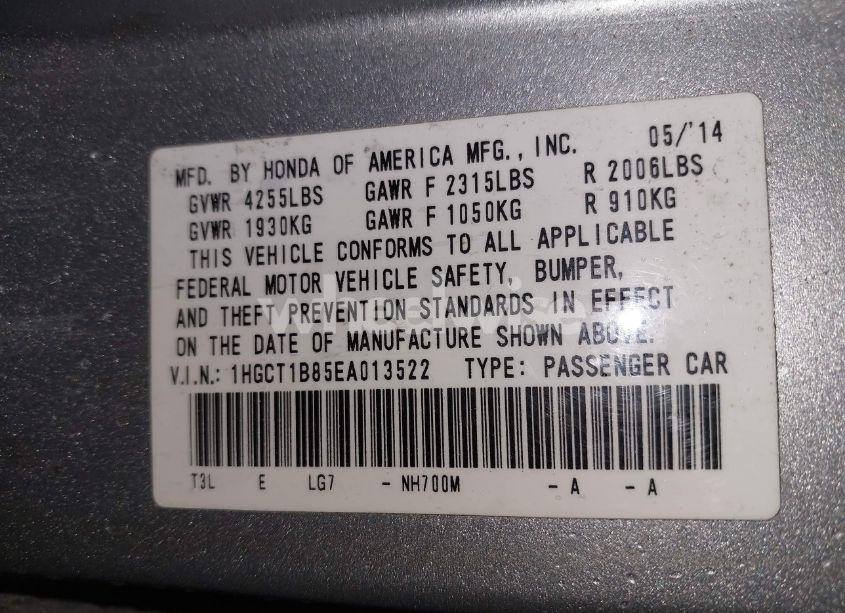 MFD. BY HONDA OF AMERICA MFG., INC. 05/'14
GVWR 4255LBS GAWR F 2315LBS R 2006LBS
GVWR 1930KG GAWR F 1050KG R 910KG
THIS VEHICLE CONFORMS TO ALL APPLICABLE
FEDERAL MOTOR VEHICLE SAFETY, BUMPER,
AND THEFT PREVENTION STANDARDS IN EFFECT
ON THE DATE OF MANUFACTURE SHOWN ABOVE.
V.I.N.: 1HGCT1B85EA013522 TYPE: PASSENGER CAR
T3L E LG7 - NH700M - A - A